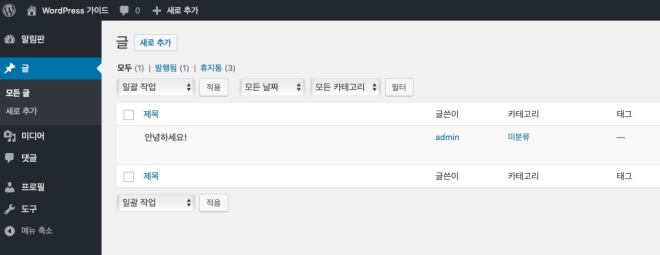 WordPress 가이드 0 새로 추가
알림판
글
모든 글
새로 추가
미디어
댓글
프로필
도구
메뉴 축소
글 새로 추가
모두 (1) | 발행됨 (1) | 휴지통 (3)
일괄 작업 적용 모든 날짜 모든 카테고리 필터
제목 글쓴이 카테고리 태그
안녕하세요! admin 미분류 —
제목 글쓴이 카테고리 태그
일괄 작업 적용